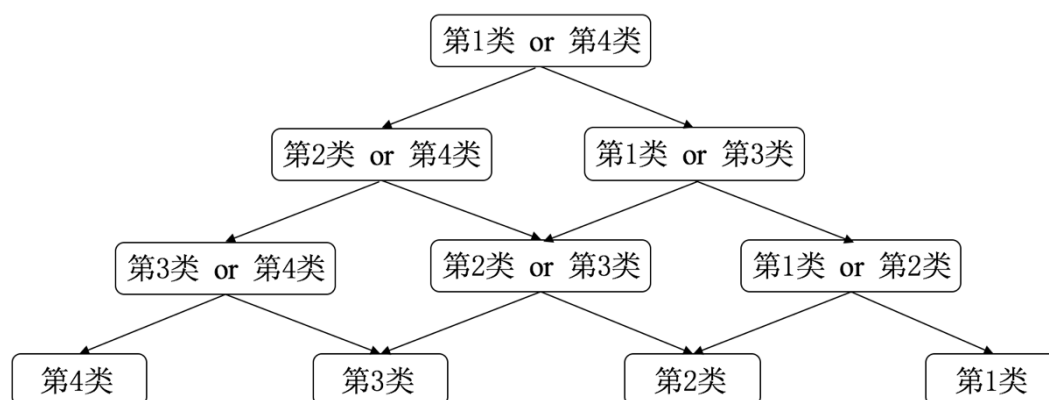 第1类 or 第4类
第2类 or 第4类
第1类 or 第3类
第3类 or 第4类
第2类 or 第3类
第1类 or 第2类
第4类
第3类
第2类
第1类